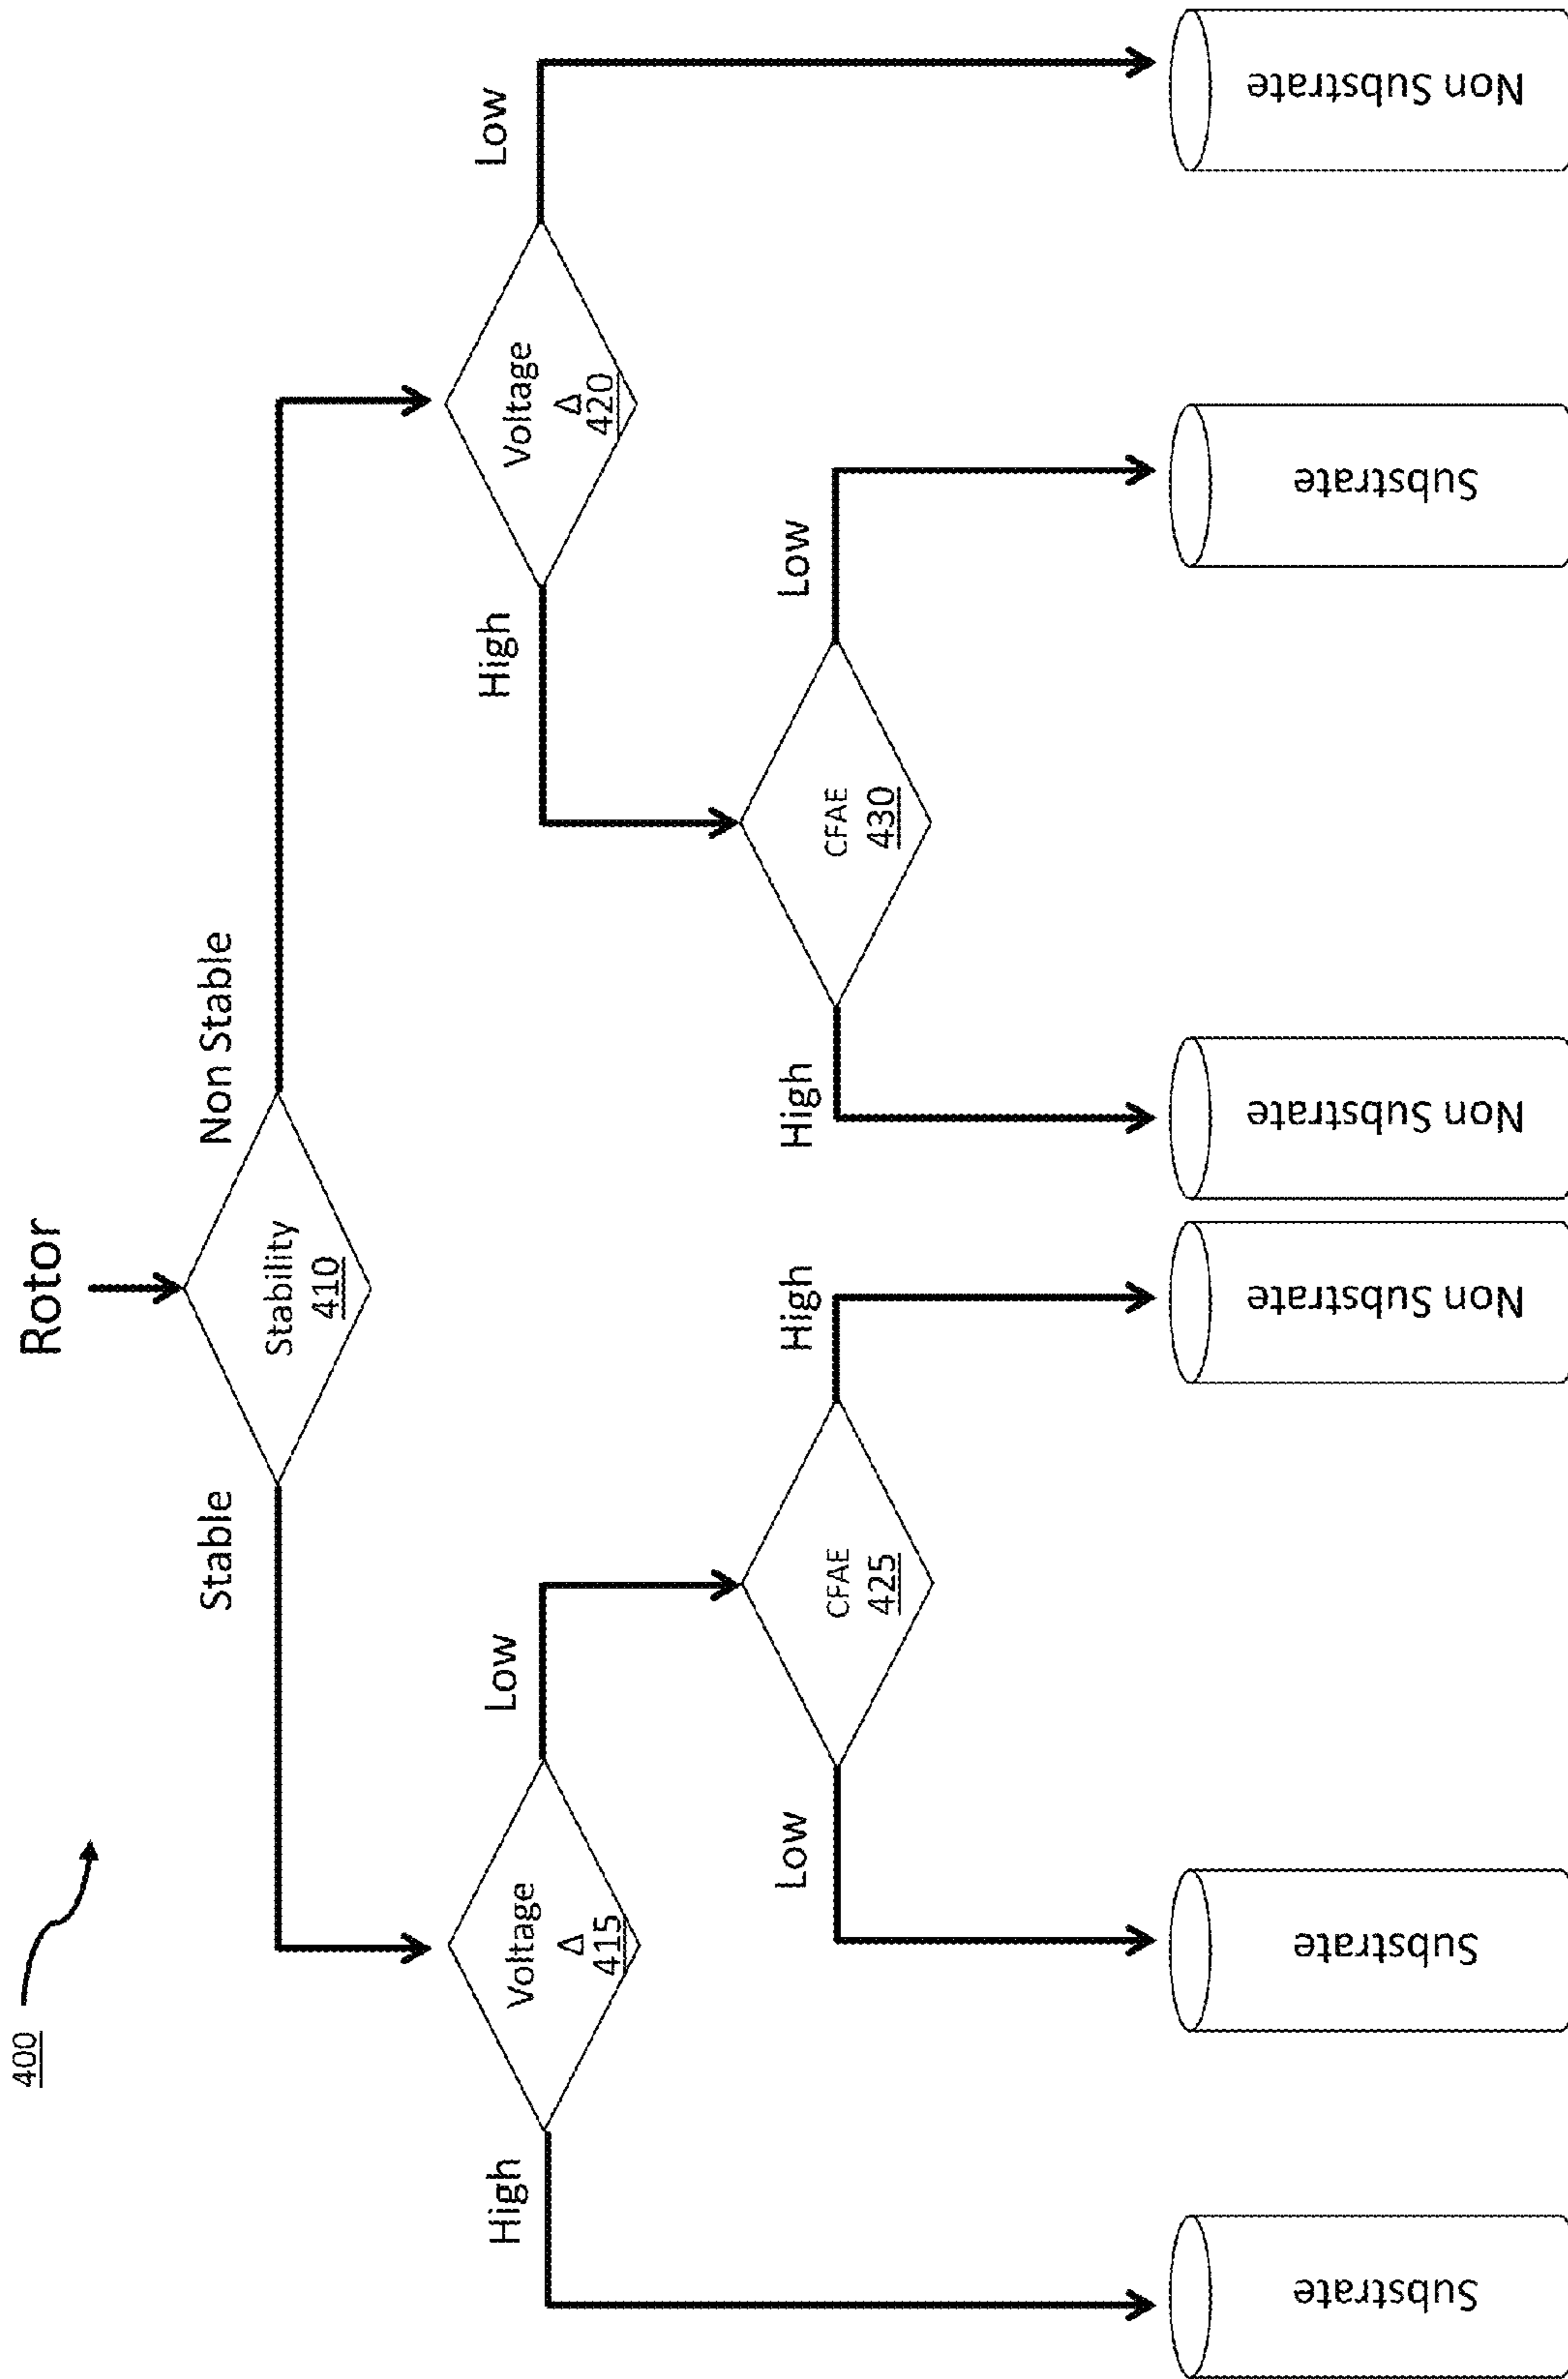 400
Rotor
Stable
Non Stable
Stability
410
High
Low
High
Low
Voltage
Δ
415
Voltage
Δ
420
Low
High
High
Low
CFAE
425
CFAE
430
Substrate
Substrate
Non Substrate
Non Substrate
Substrate
Non Substrate